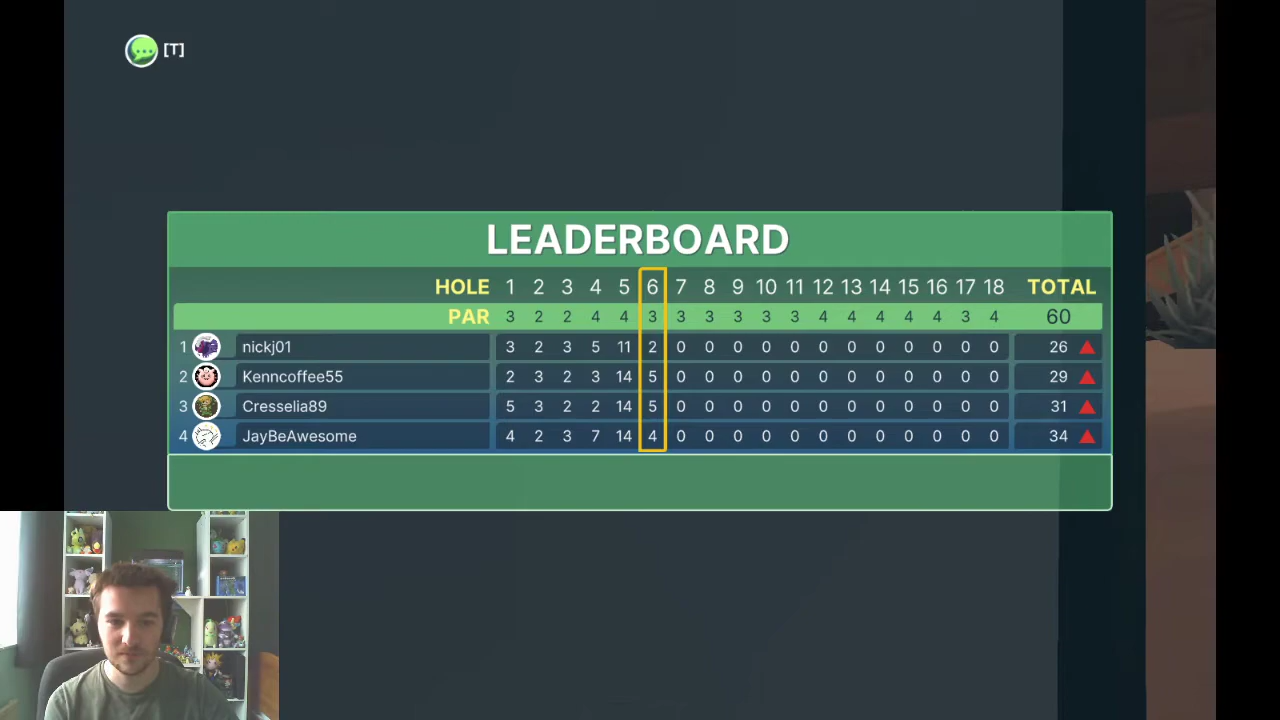 [T]
LEADERBOARD
HOLE 1 2 3 4 5 6 7 8 9 10 11 12 13 14 15 16 17 18 TOTAL
PAR 3 2 2 4 4 3 3 3 3 3 3 4 4 4 4 4 3 4 60
1 nickj01 3 2 3 5 11 2 0 0 0 0 0 0 0 0 0 0 0 0 26
2 Kenncoffee55 2 3 2 3 14 5 0 0 0 0 0 0 0 0 0 0 0 0 29
3 Cresselia89 5 3 2 2 14 5 0 0 0 0 0 0 0 0 0 0 0 0 31
4 JayBeAwesome 4 2 3 7 14 4 0 0 0 0 0 0 0 0 0 0 0 0 34